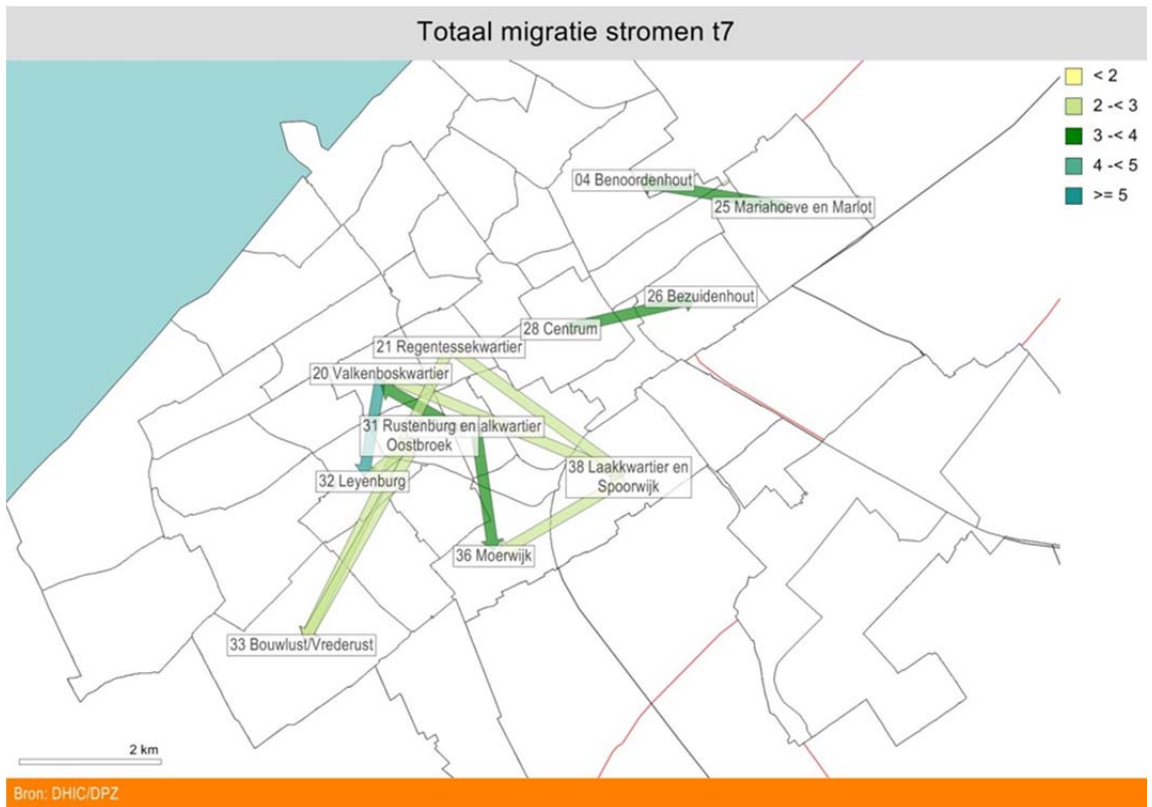 Totaal migratie stromen t7
< 2
2 -< 3
3 -< 4
4 -< 5
>= 5
04 Benoordenhout
25 Mariahoeve en Marlot
26 Bezuidenhout
28 Centrum
21 Regentessekwartier
20 Valkenboskwartier
31 Rustenburg en
Oostbroek
alkwartier
38 Laakkwartier en
Spoorwijk
32 Leyenburg
36 Moerwijk
33 Bouwlust/Vrederust
2 km
Bron: DHIC/DPZ